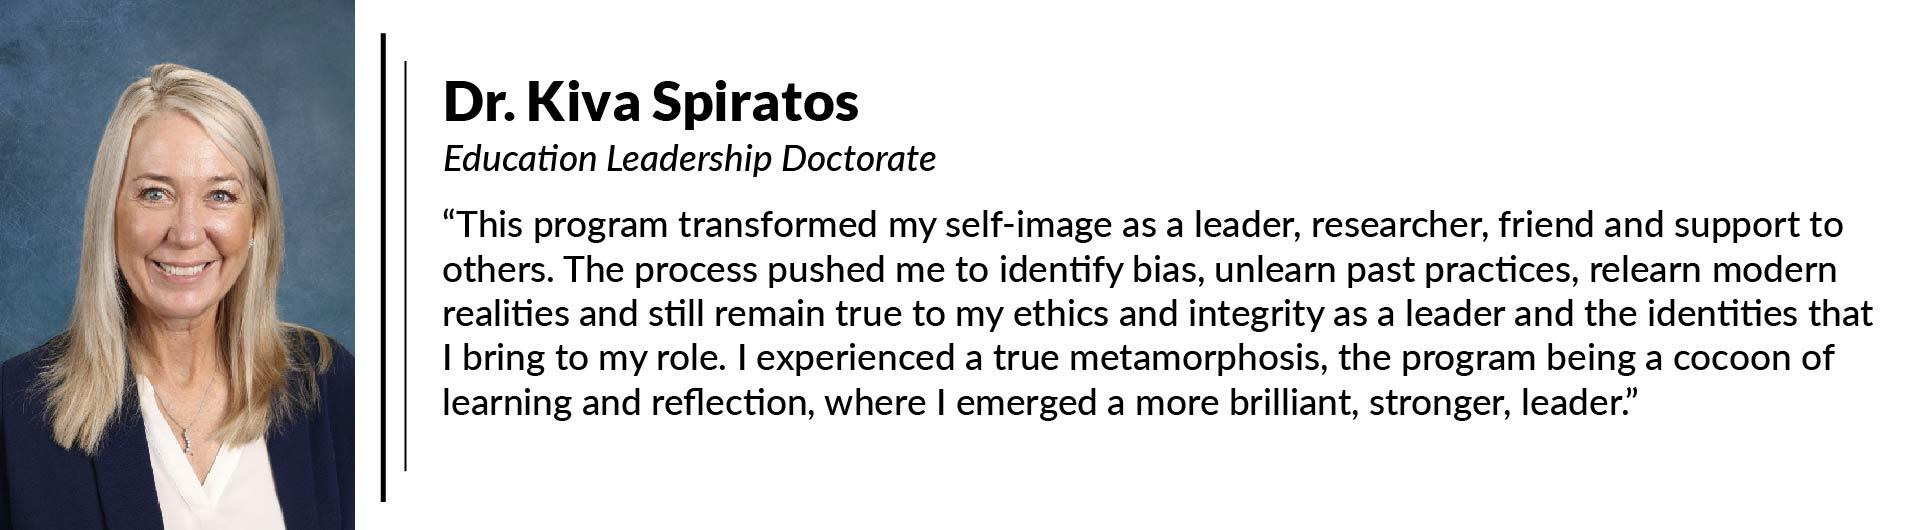 Dr. Kiva Spiratos
Education Leadership Doctorate
“This program transformed my self-image as a leader, researcher, friend and support to
others. The process pushed me to identify bias, unlearn past practices, relearn modern
realities and still remain true to my ethics and integrity as a leader and the identities that
I bring to my role. I experienced a true metamorphosis, the program being a cocoon of
learning and reflection, where I emerged a more brilliant, stronger, leader.”